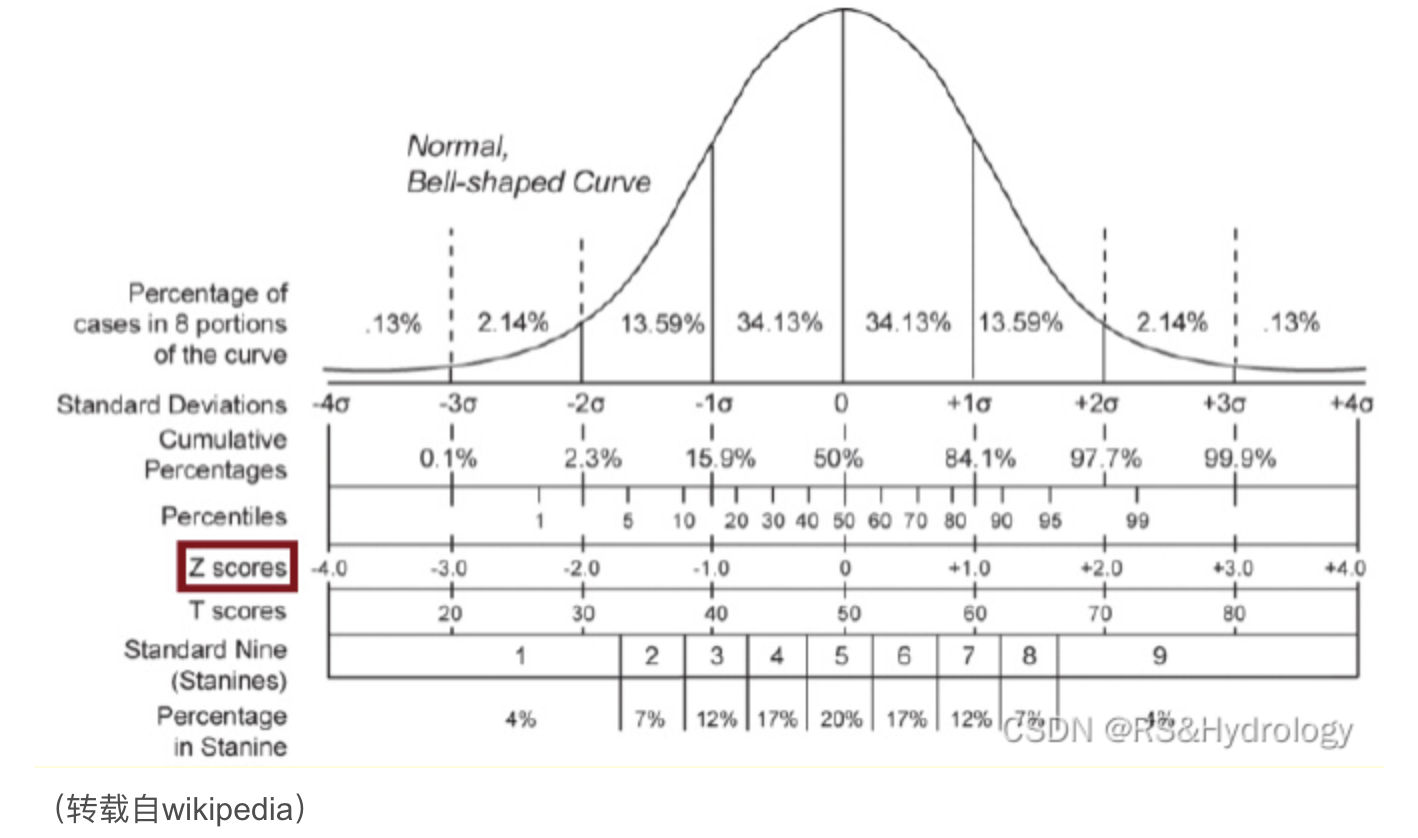 Normal,
Bell-shaped Curve
Percentage of
cases in 8 portions
of the curve
.13% 2.14% 13.59% 34.13% 34.13% 13.59% 2.14% .13%
Standard Deviations -4σ -3σ -2σ -1σ 0 +1σ +2σ +3σ +4σ
Cumulative
Percentages 0.1% 2.3% 15.9% 50% 84.1% 97.7% 99.9%
Percentiles 1 5 10 20 30 40 50 60 70 80 90 95 99
Z scores -4.0 -3.0 -2.0 -1.0 0 +1.0 +2.0 +3.0 +4.0
T scores 20 30 40 50 60 70 80
Standard Nine
(Stanines) 1 2 3 4 5 6 7 8 9
Percentage
in Stanine 4% 7% 12% 17% 20% 17% 12% 7% 4%
CSDN @RS&Hydrology
（转载自wikipedia）